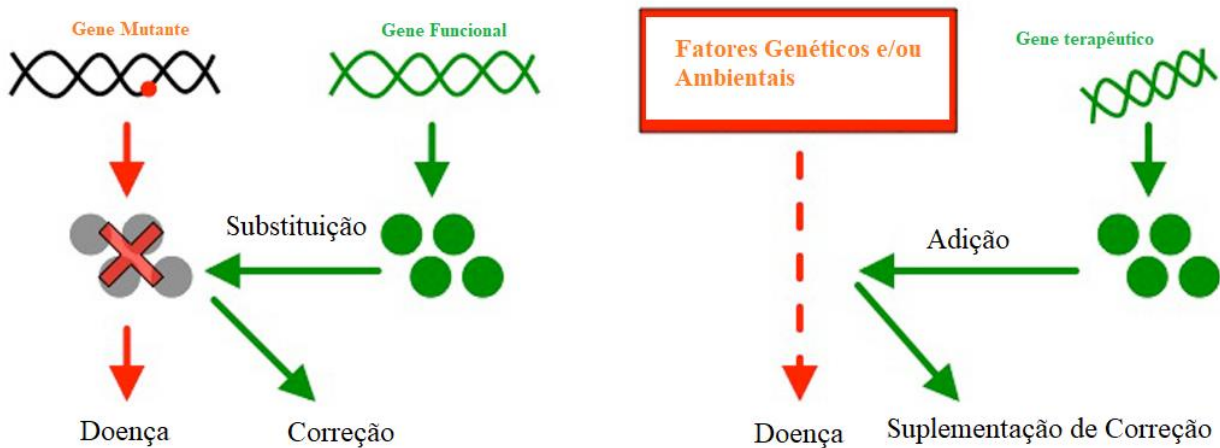 Gene Mutante
Gene Funcional
Substituição
Doença
Correção
Fatores Genéticos e/ou
Ambientais
Gene terapêutico
Adição
Doença
Suplementação de Correção